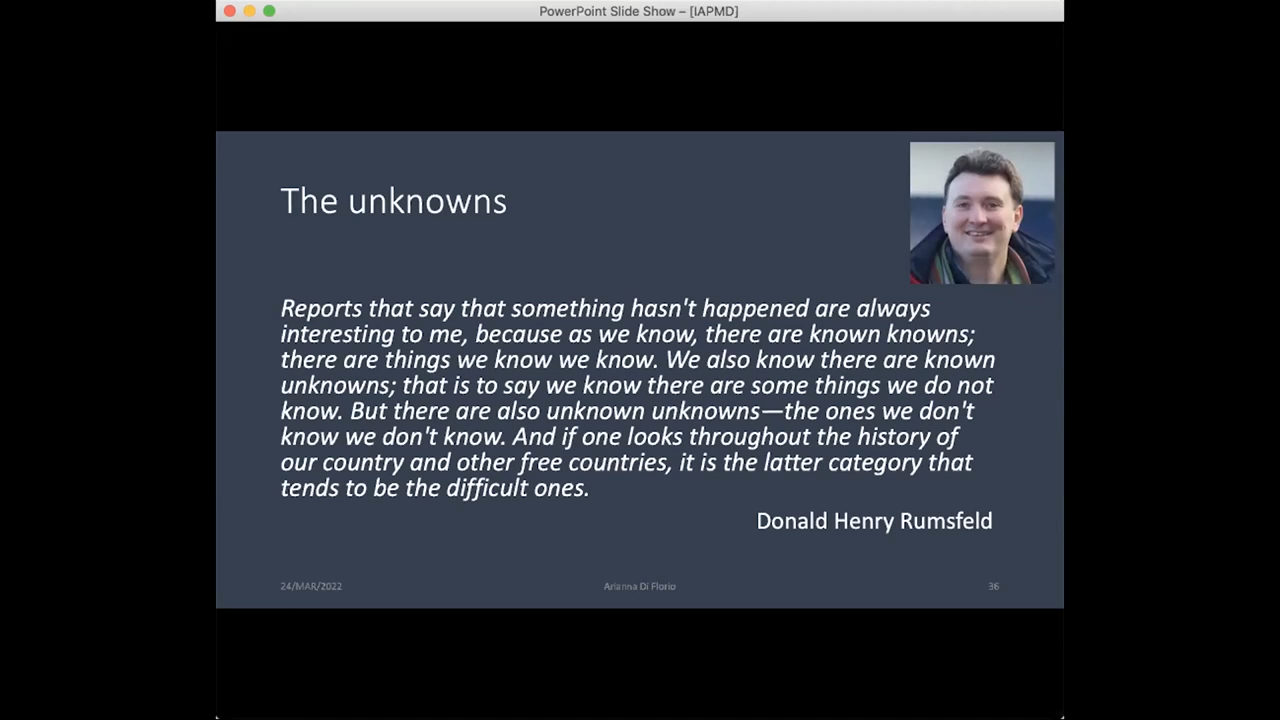 PowerPoint Slide Show – [IAPMD]
The unknowns
Reports that say that something hasn't happened are always
interesting to me, because as we know, there are known knowns;
there are things we know we know. We also know there are known
unknowns; that is to say we know there are some things we do not
know. But there are also unknown unknowns—the ones we don't
know we don't know. And if one looks throughout the history of
our country and other free countries, it is the latter category that
tends to be the difficult ones.
Donald Henry Rumsfeld
24/MAR/2022
Arianna Di Florio
36